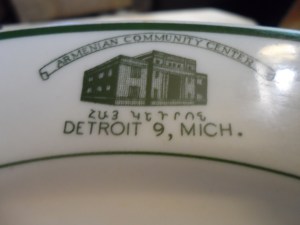 ARMENIAN COMMUNITY CENTER
ՀԱՅ ԿԵԴՐՈՆ
DETROIT 9, MICH.